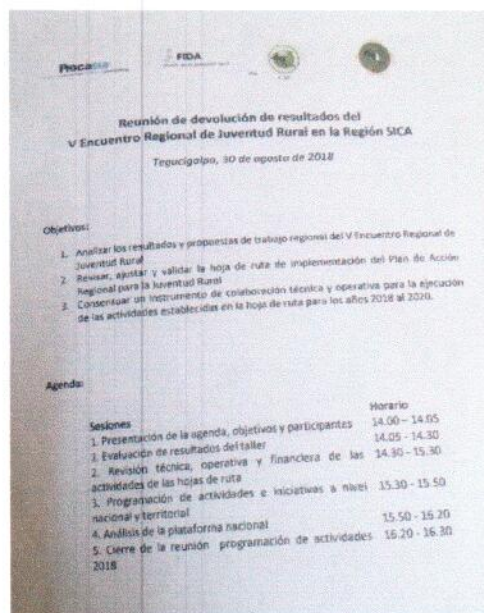 Procasur
FIDA
Reunión de devolución de resultados del
V Encuentro Regional de Juventud Rural en la Región SICA
Tegucigalpa, 30 de agosto de 2018
Objetivos:
1. Analizar los resultados y propuestas de trabajo regional del V Encuentro Regional de
Juventud Rural
2. Revisar, ajustar y validar la hoja de ruta de implementación del Plan de Acción
Regional para la Juventud Rural
3. Consensuar un instrumento de colaboración técnica y operativa para la ejecución
de las actividades establecidas en la hoja de ruta para los años 2018 al 2020.
Agenda:
Sesiones Horario
1. Presentación de la agenda, objetivos y participantes 14.00 – 14.05
1. Evaluación de resultados del taller 14.05 - 14.30
2. Revisión técnica, operativa y financiera de las 14.30 – 15.30
actividades de las hojas de ruta
3. Programación de actividades e iniciativas a nivel 15.30 - 15.50
nacional y territorial
4. Análisis de la plataforma nacional 15.50 - 16.20
5. Cierre de la reunión programación de actividades 16.20 - 16.30
2018